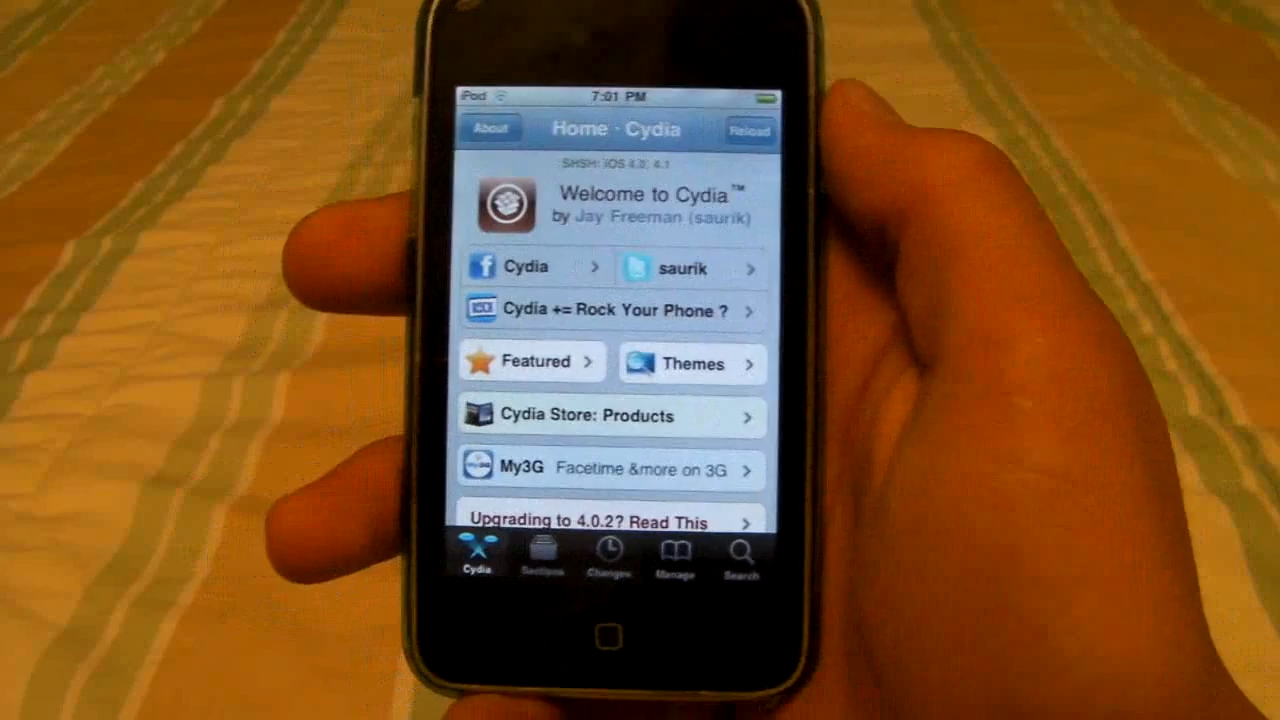 iPod 7:01 PM
About Home · Cydia Reload
SHSH: iOS 4.0, 4.1
Welcome to Cydia™
by Jay Freeman (saurik)
Cydia saurik
Cydia += Rock Your Phone ?
Featured Themes
Cydia Store: Products
My3G Facetime &more on 3G
Upgrading to 4.0.2? Read This
Cydia Sections Changes Manage Search